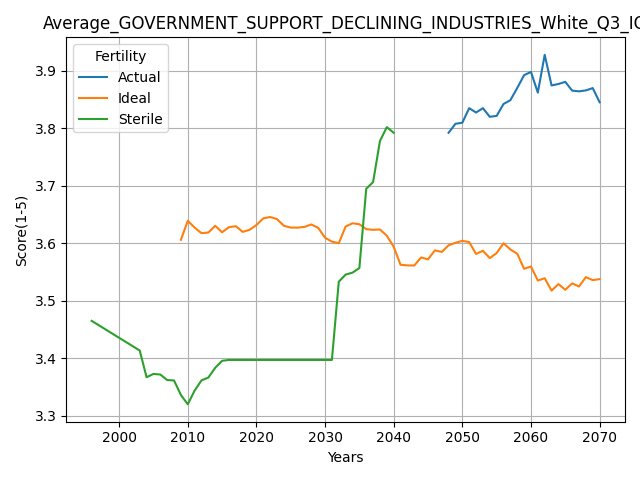 Average_GOVERNMENT_SUPPORT_DECLINING_INDUSTRIES_White_Q3_IC
Fertility
Actual
Ideal
Sterile
3.9
3.8
3.7
3.6
3.5
3.4
3.3
Score(1-5)
2000 2010 2020 2030 2040 2050 2060 2070
Years